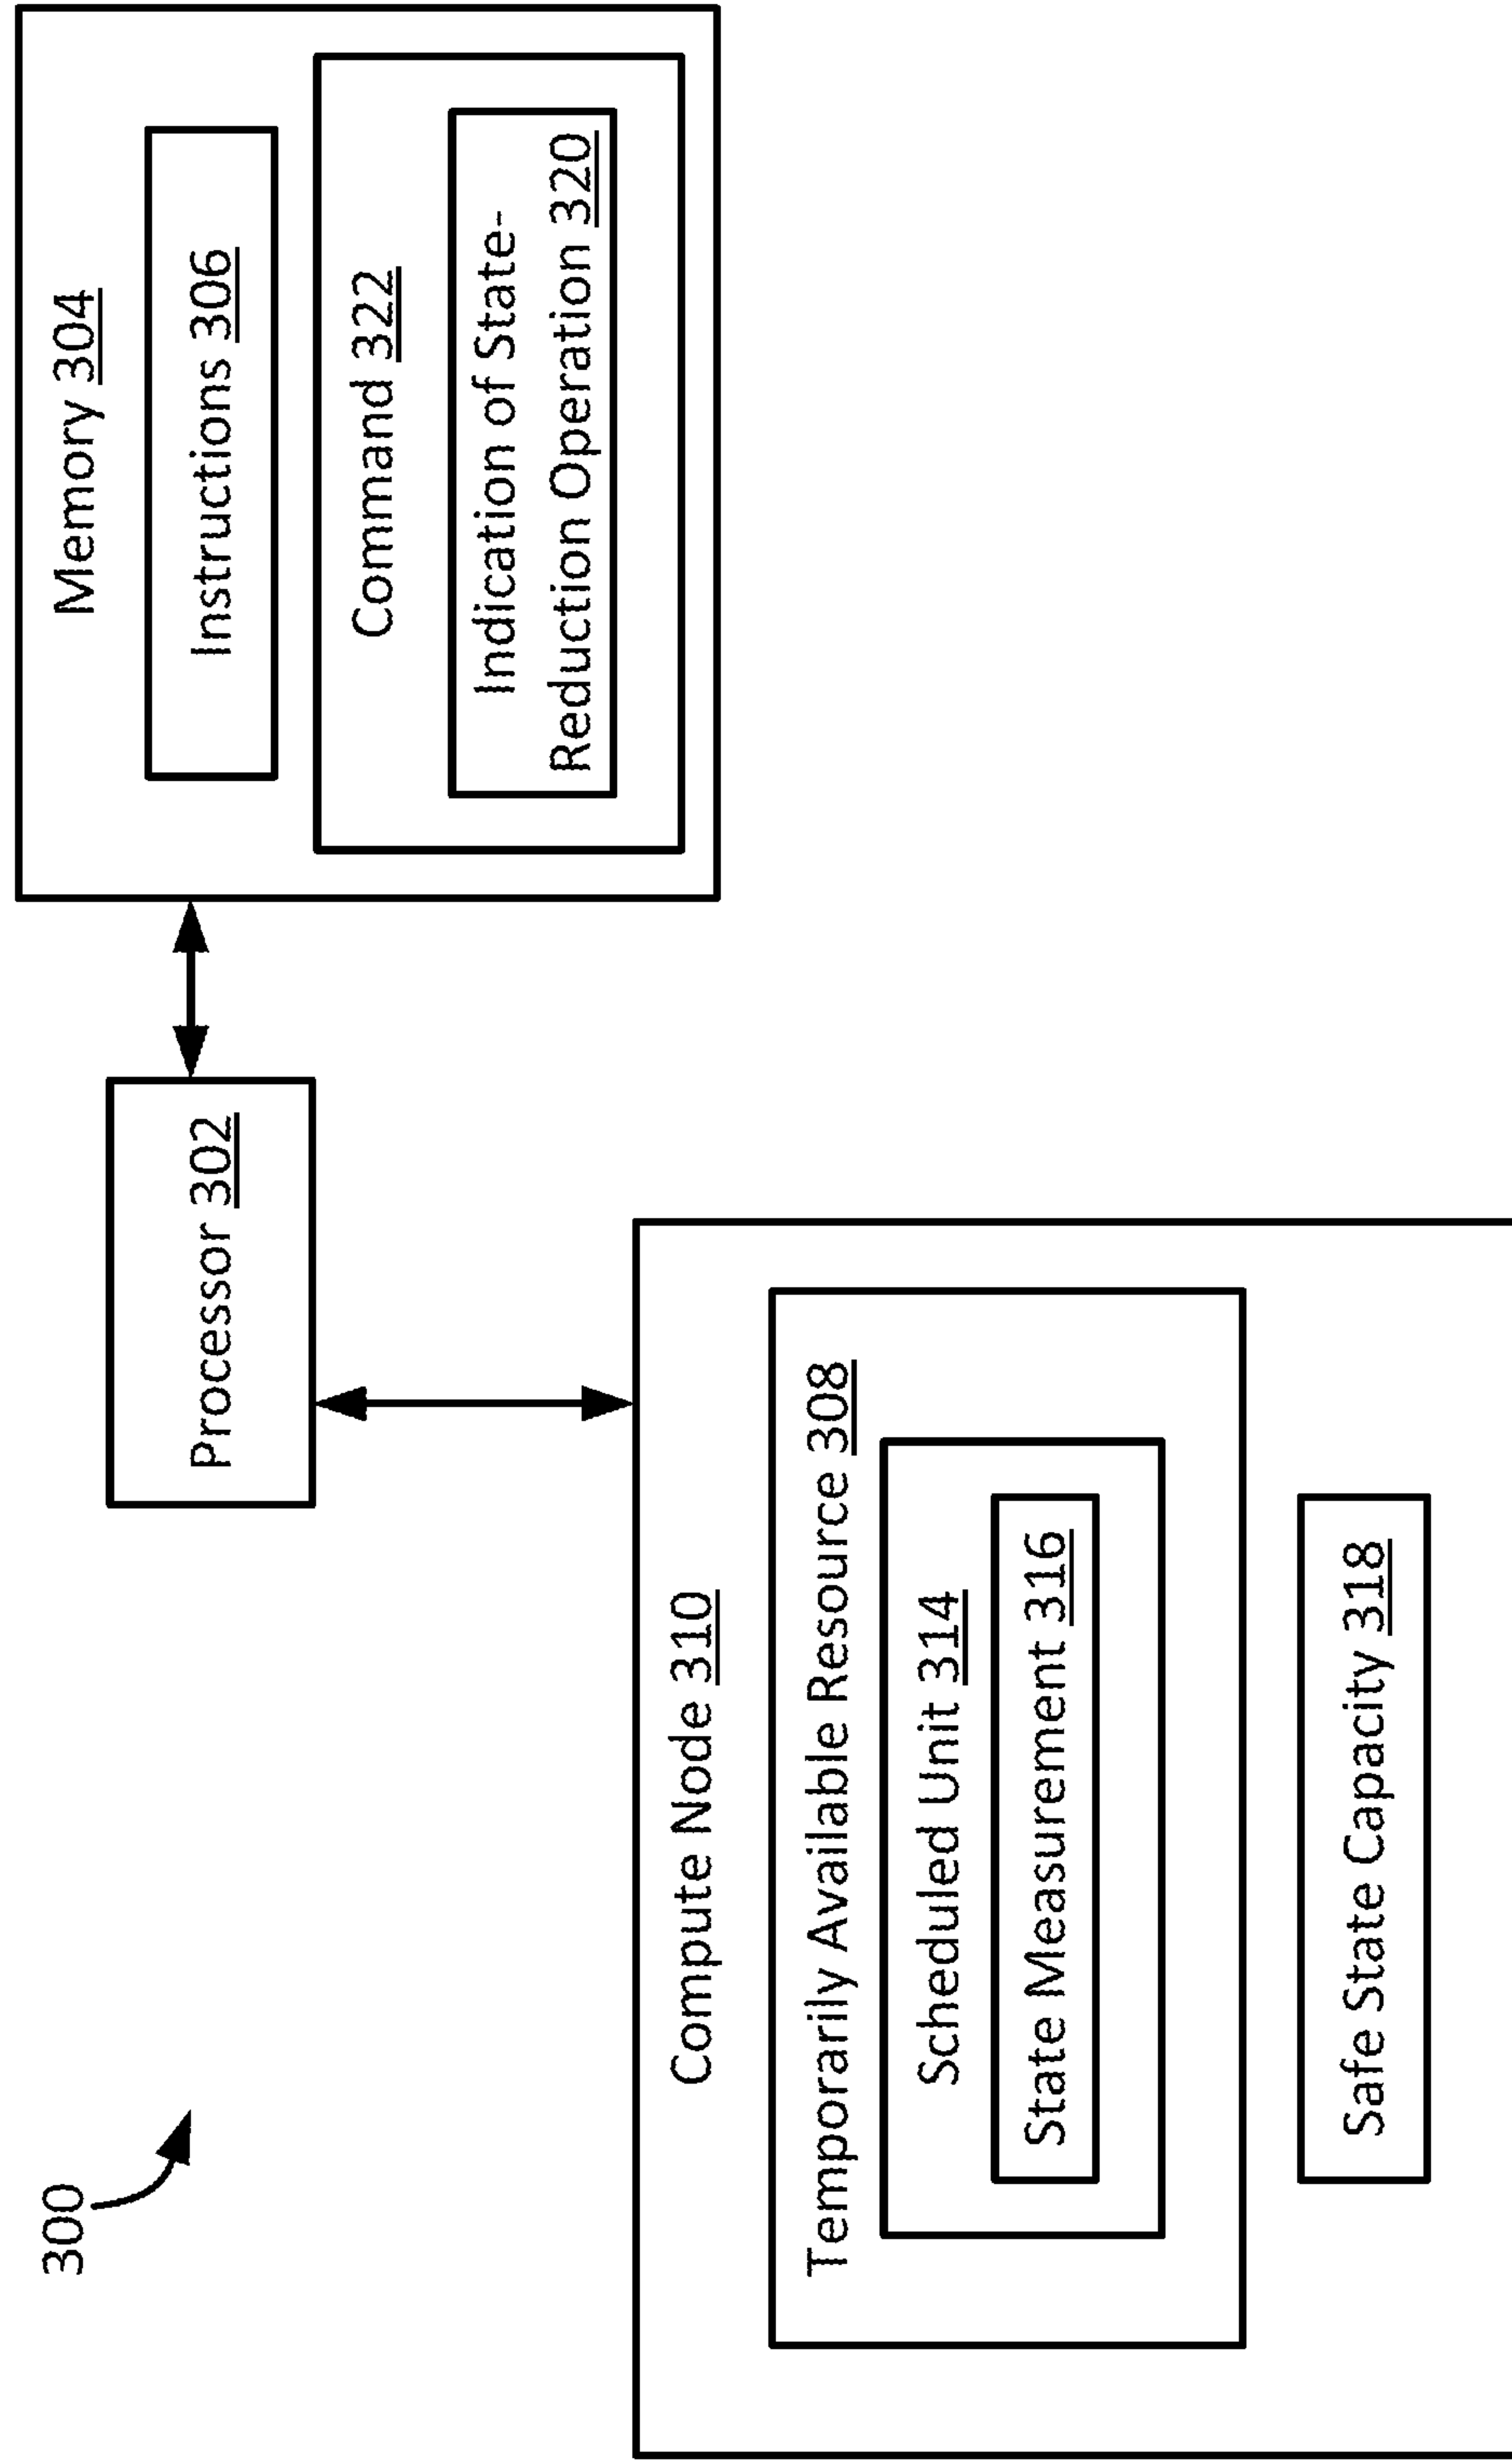 300
Processor 302
Memory 304
Instructions 306
Command 322
Indication of State-
Reduction Operation 320
Compute Node 310
Temporarily Available Resource 308
Scheduled Unit 314
State Measurement 316
Safe State Capacity 318